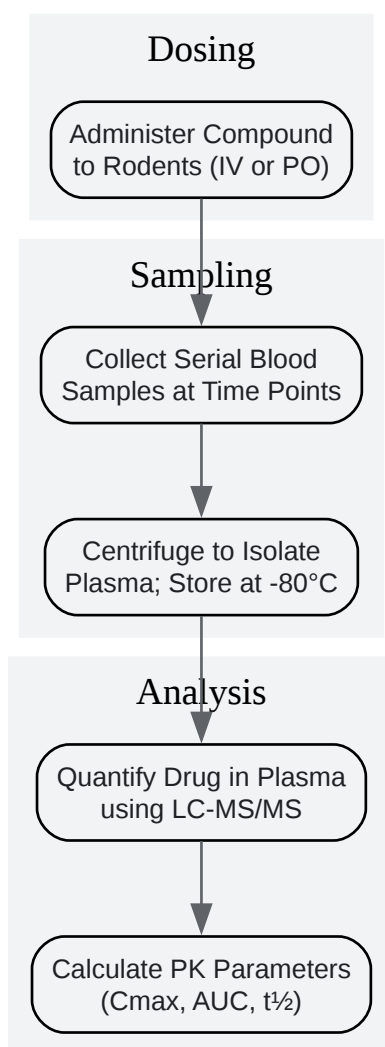 Dosing
Administer Compound
to Rodents (IV or PO)
Sampling
Collect Serial Blood
Samples at Time Points
Centrifuge to Isolate
Plasma; Store at -80°C
Analysis
Quantify Drug in Plasma
using LC-MS/MS
Calculate PK Parameters
(Cmax, AUC, t½)